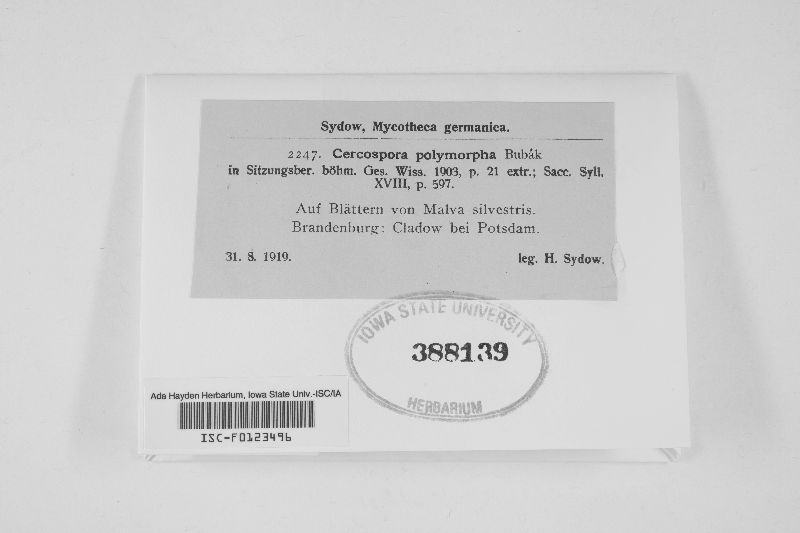 Sydow, Mycotheca germanica.
2247. Cercospora polymorpha Bubák
in Sitzungsber. böhm. Ges. Wiss. 1903, p. 21 extr.; Sacc. Syll.
XVIII, p. 597.
Auf Blättern von Malva silvestris.
Brandenburg: Cladow bei Potsdam.
31. 8. 1919. leg. H. Sydow.
IOWA STATE UNIVERSITY
388139
HERBARIUM
Ada Hayden Herbarium, Iowa State Univ.-ISC/IA
ISC-F0123496